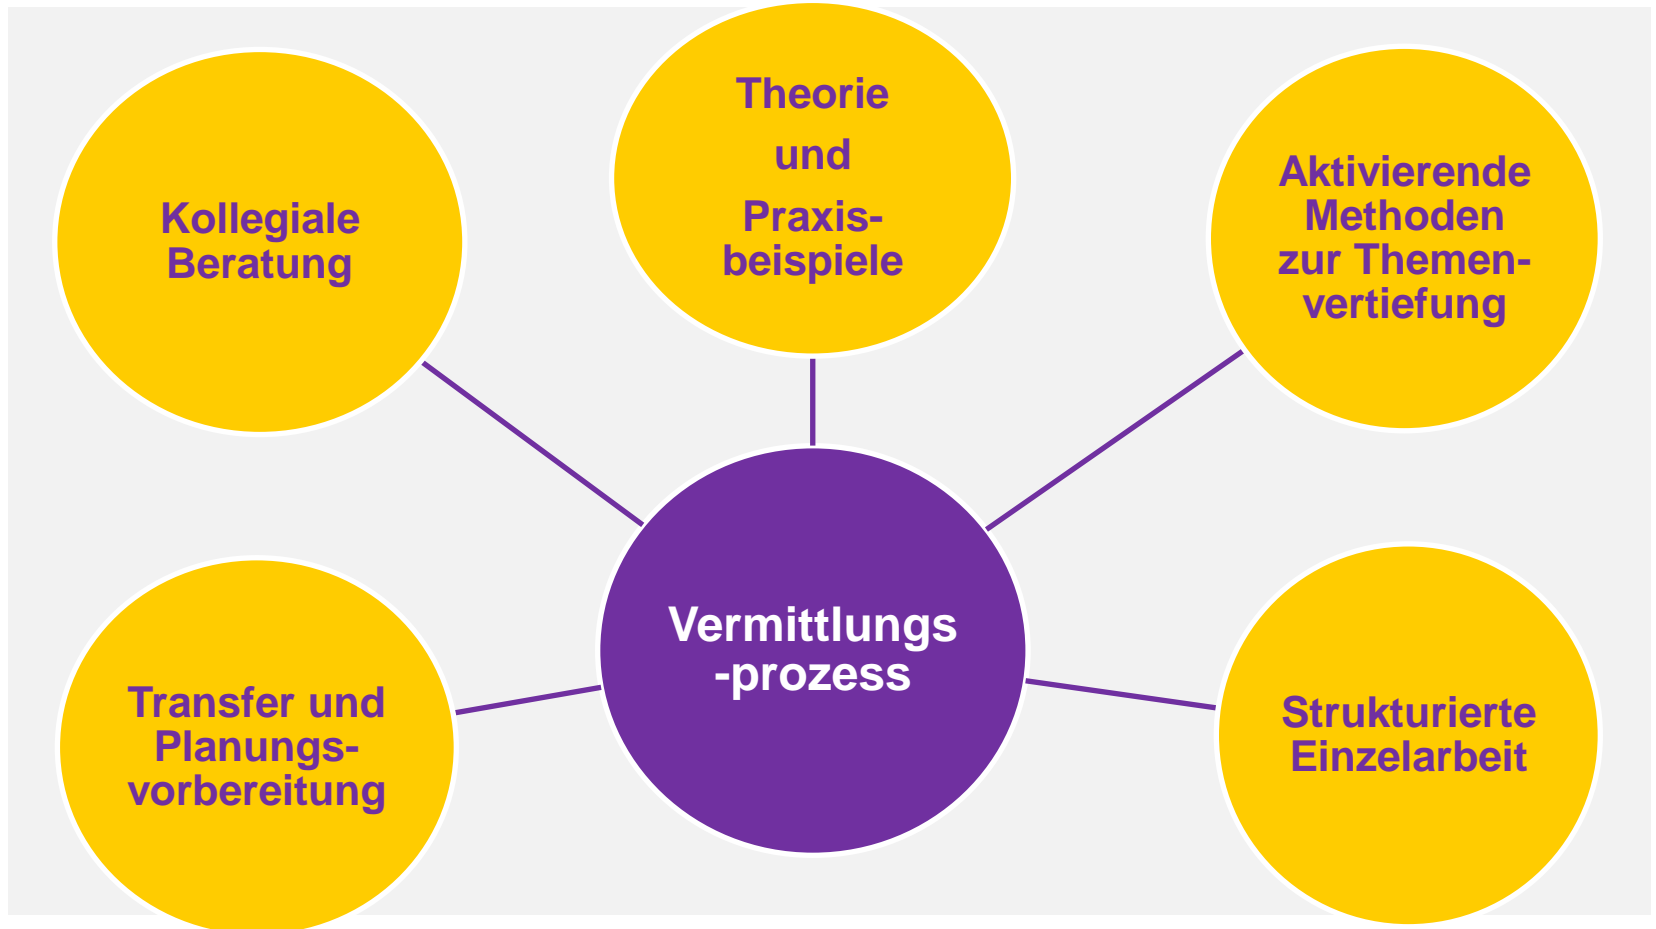 Theorie
und
Praxis-
beispiele
Kollegiale
Beratung
Aktivierende
Methoden
zur Themen-
vertiefung
Vermittlungs
-prozess
Transfer und
Planungs-
vorbereitung
Strukturierte
Einzelarbeit